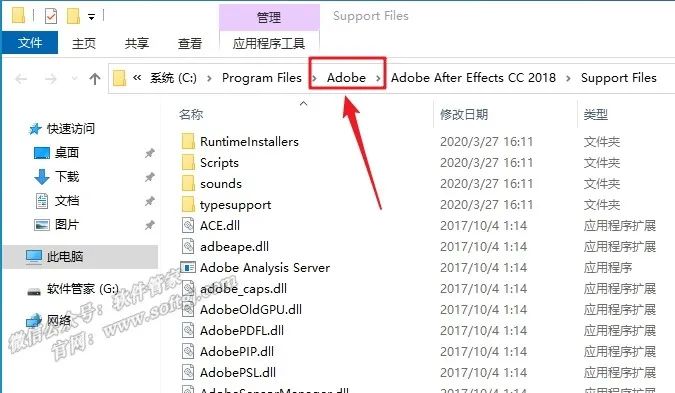 管理 Support Files
文件 主页 共享 查看 应用程序工具
« 系统 (C:) › Program Files › Adobe › Adobe After Effects CC 2018 › Support Files
名称 修改日期 类型
快速访问
桌面
下载
文档
图片
此电脑
软件管家 (G:)
网络
RuntimeInstallers 2020/3/27 16:11 文件夹
Scripts 2020/3/27 16:11 文件夹
sounds 2020/3/27 16:11 文件夹
typesupport 2020/3/27 16:11 文件夹
ACE.dll 2017/10/4 1:14 应用程序扩展
adbeape.dll 2017/10/4 1:14 应用程序扩展
Adobe Analysis Server 2017/10/4 1:14 应用程序
adobe_caps.dll 2017/10/4 1:14 应用程序扩展
AdobeOldGPU.dll 2017/10/4 1:14 应用程序扩展
AdobePDFL.dll 2017/10/4 1:14 应用程序扩展
AdobePIP.dll 2017/10/4 1:14 应用程序扩展
AdobePSL.dll 2017/10/4 1:14 应用程序扩展
AdobeSensorManager.dll 2017/10/4 1:14 应用程序扩展
微信公众号：软件管家
官网：